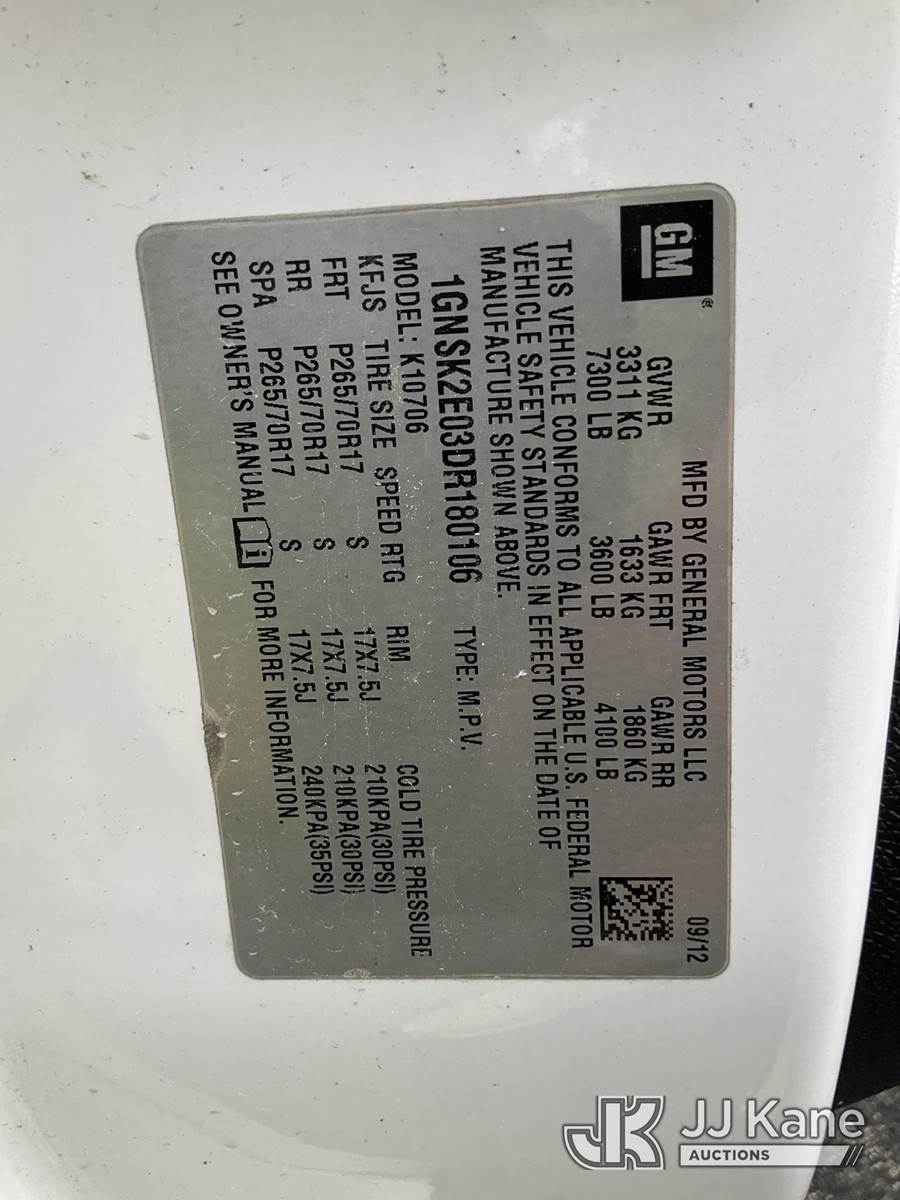 GM®
MFD BY GENERAL MOTORS LLC 09/12
GVWR GAWR FRT GAWR RR
3311 KG 1633 KG 1860 KG
7300 LB 3600 LB 4100 LB
THIS VEHICLE CONFORMS TO ALL APPLICABLE U.S. FEDERAL MOTOR
VEHICLE SAFETY STANDARDS IN EFFECT ON THE DATE OF
MANUFACTURE SHOWN ABOVE.
1GNSK2E03DR180106 TYPE: M.P.V.
MODEL: K10706
KFJS TIRE SIZE SPEED RTG RIM COLD TIRE PRESSURE
FRT P265/70R17 S 17X7.5J 210KPA(30PSI)
RR P265/70R17 S 17X7.5J 210KPA(30PSI)
SPA P265/70R17 S 17X7.5J 240KPA(35PSI)
SEE OWNER'S MANUAL FOR MORE INFORMATION.
JK JJ Kane
AUCTIONS